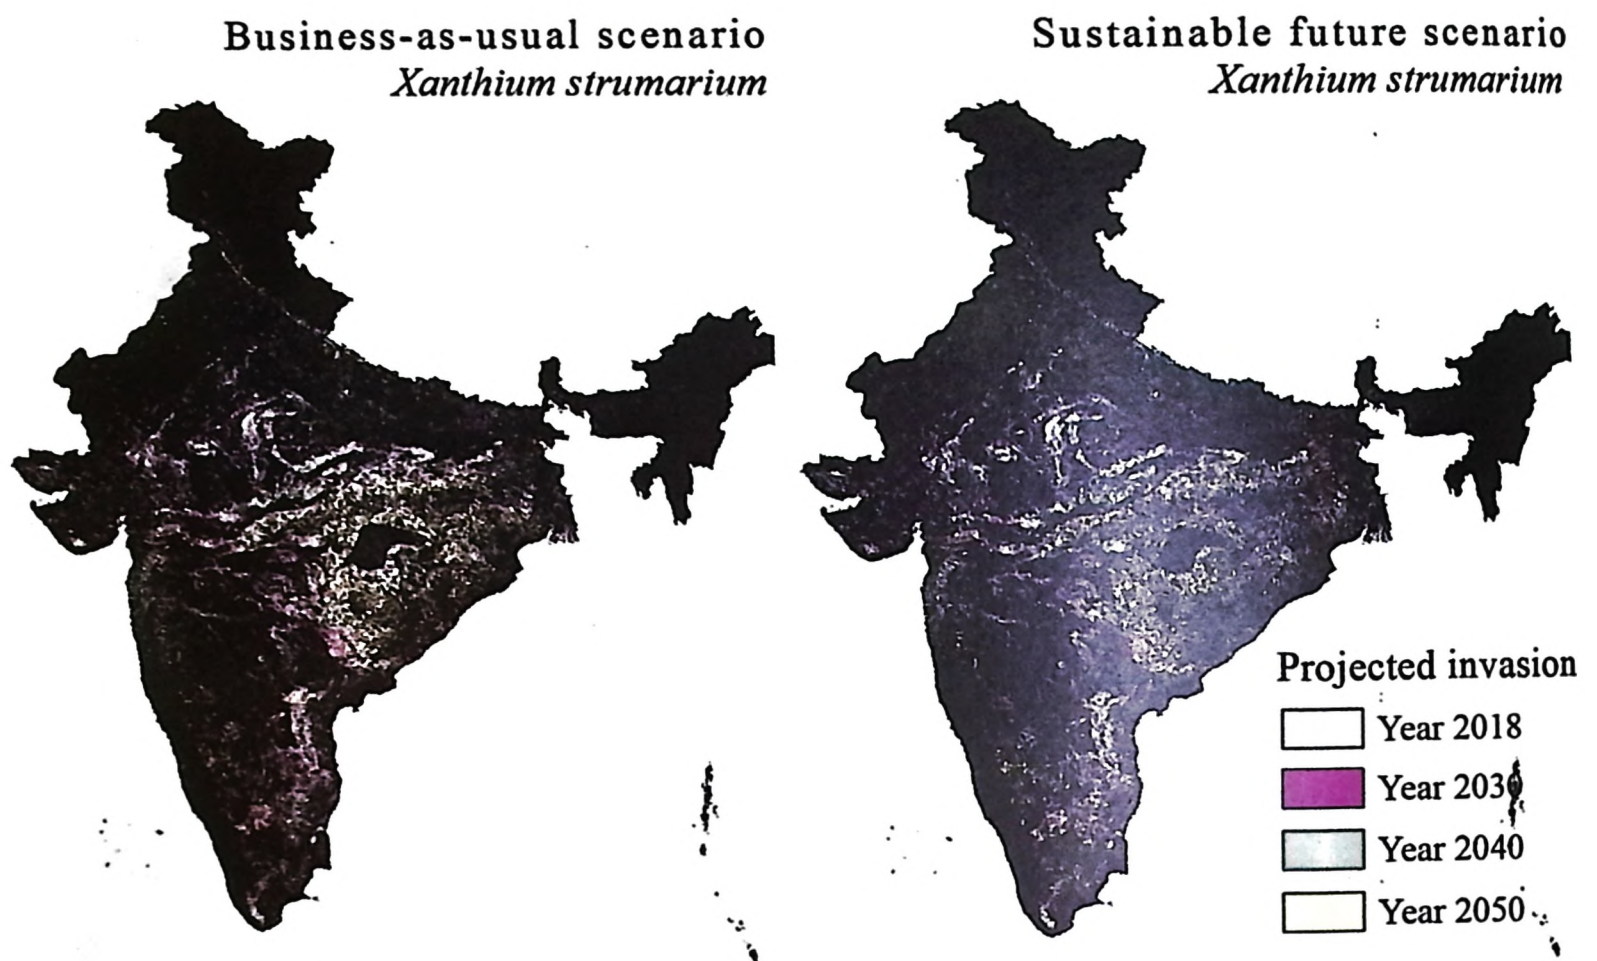 Business-as-usual scenario
Xanthium strumarium
Sustainable future scenario
Xanthium strumarium
Projected invasion
Year 2018
Year 2030
Year 2040
Year 2050